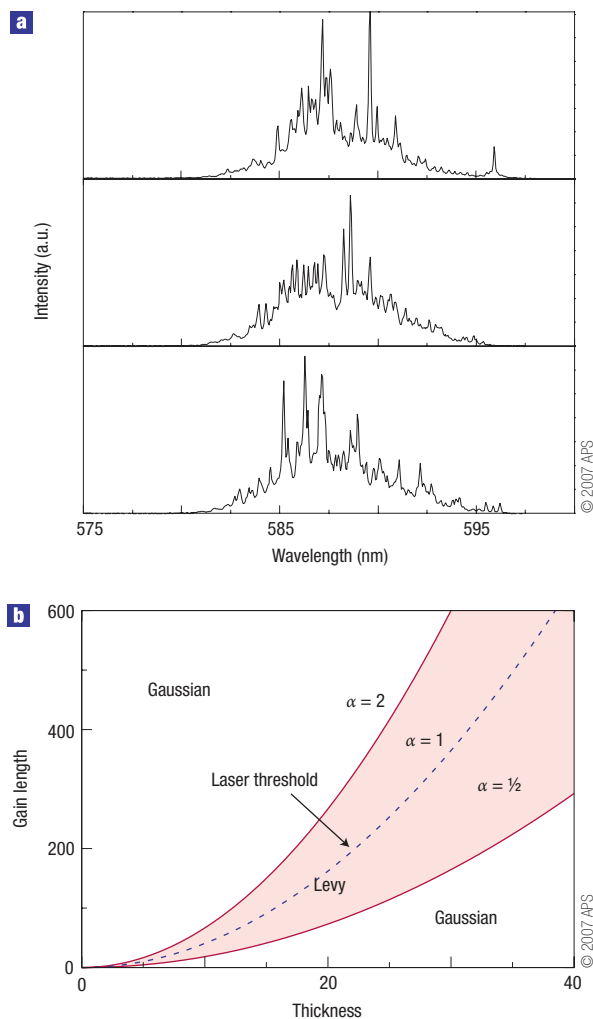 a
Intensity (a.u.)
575
585
595
Wavelength (nm)
© 2007 APS
b
600
400
200
0
Gain length
Gaussian
α = 2
α = 1
Laser threshold
α = ½
Levy
Gaussian
0
20
40
Thickness
© 2007 APS